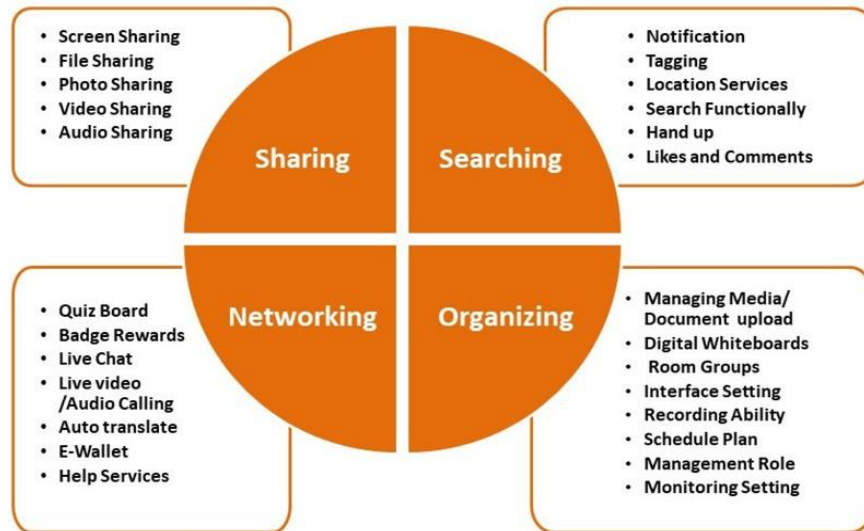 Screen Sharing
File Sharing
Photo Sharing
Video Sharing
Audio Sharing
Notification
Tagging
Location Services
Search Functionally
Hand up
Likes and Comments
Sharing
Searching
Networking
Organizing
Quiz Board
Badge Rewards
Live Chat
Live video
/Audio Calling
Auto translate
E-Wallet
Help Services
Managing Media/
Document upload
Digital Whiteboards
Room Groups
Interface Setting
Recording Ability
Schedule Plan
Management Role
Monitoring Setting